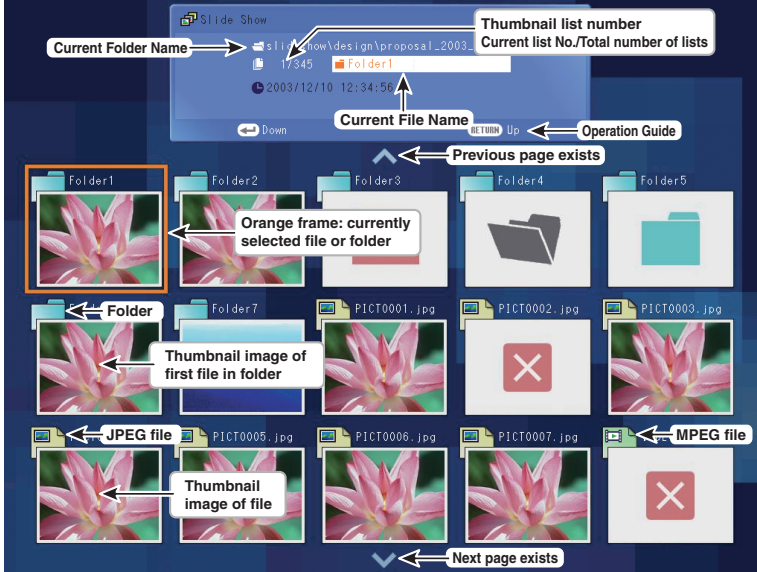 Slide Show
Thumbnail list number
Current list No./Total number of lists
Current Folder Name
slide_show\design\proposal_2003_
1/345
Folder1
2003/12/10 12:34:56
Current File Name
Down
RETURN Up
Operation Guide
Previous page exists
Folder1
Folder2
Folder3
Folder4
Folder5
Orange frame: currently
selected file or folder
Folder
Folder7
PICT0001.jpg
PICT0002.jpg
PICT0003.jpg
Thumbnail image of
first file in folder
JPEG file
PICT0005.jpg
PICT0006.jpg
PICT0007.jpg
MPEG file
Thumbnail
image of file
Next page exists